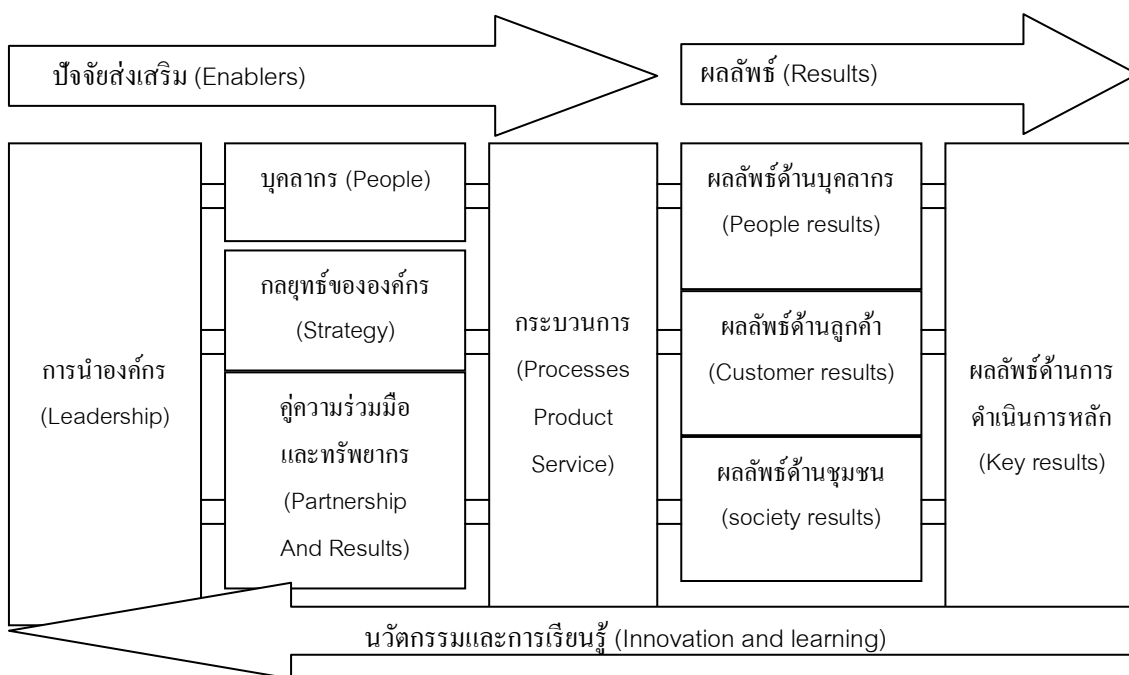 ปัจจัยส่งเสริม (Enablers)
ผลลัพธ์ (Results)
การนำองค์กร
(Leadership)
บุคลากร (People)
กลยุทธ์ขององค์กร
(Strategy)
คู่ความร่วมมือ
และทรัพยากร
(Partnership
And Results)
กระบวนการ
(Processes
Product
Service)
ผลลัพธ์ด้านบุคลากร
(People results)
ผลลัพธ์ด้านลูกค้า
(Customer results)
ผลลัพธ์ด้านชุมชน
(society results)
ผลลัพธ์ด้านการ
ดำเนินการหลัก
(Key results)
นวัตกรรมและการเรียนรู้ (Innovation and learning)